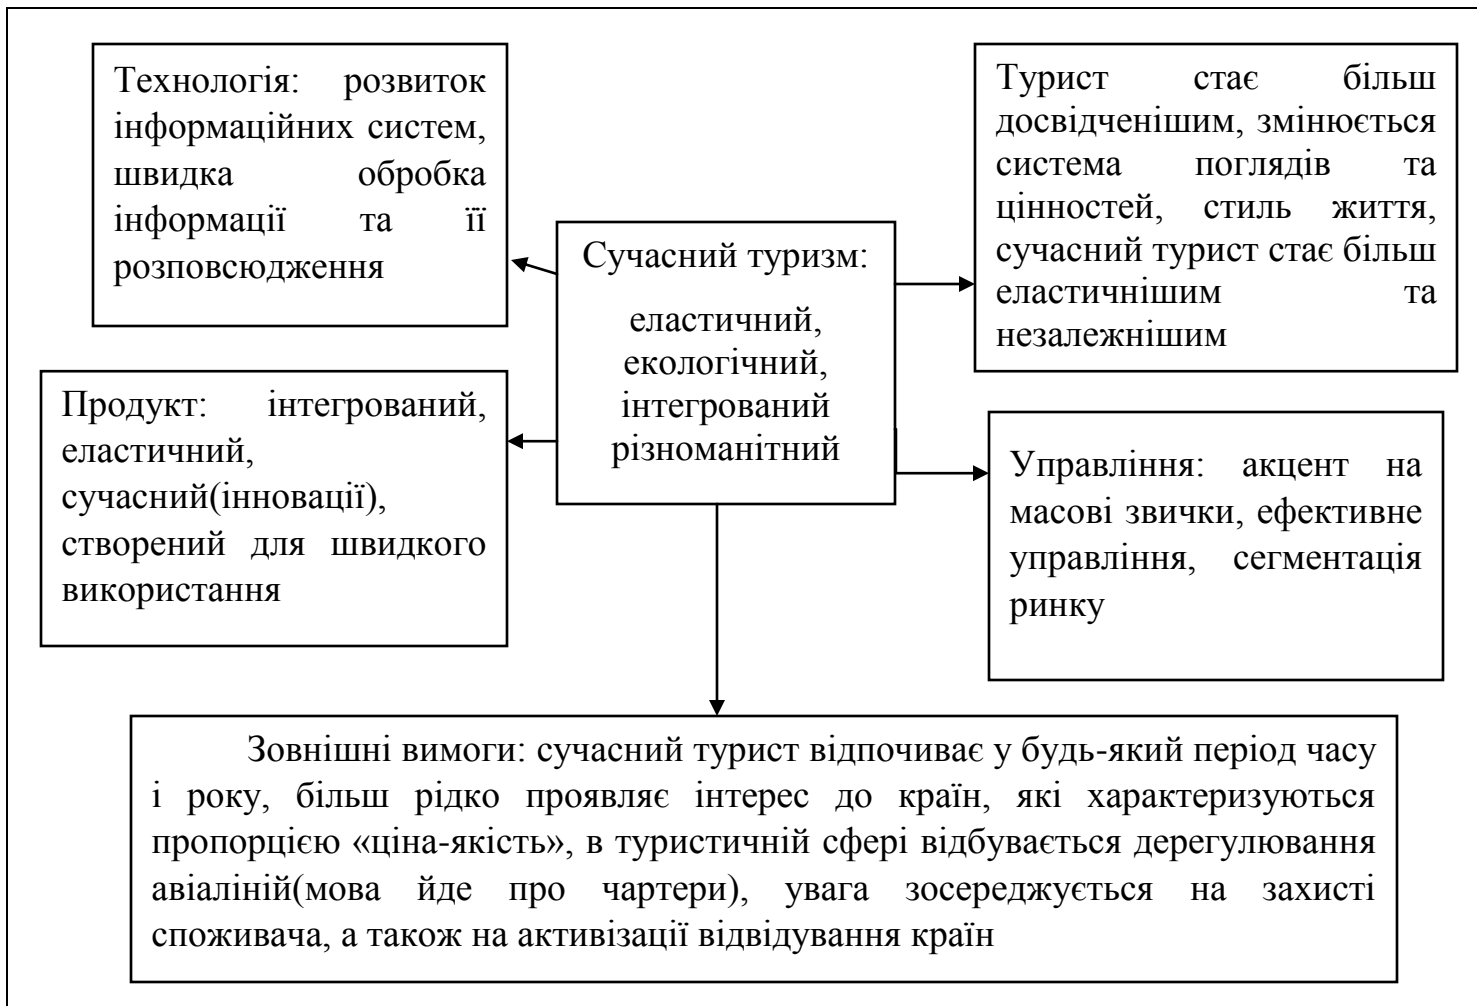 Технологія: розвиток
інформаційних систем,
швидка обробка
інформації та її
розповсюдження
Турист стає більш
досвідченішим, змінюється
система поглядів та
цінностей, стиль життя,
сучасний турист стає більш
еластичнішим та
незалежнішим
Сучасний туризм:
еластичний,
екологічний,
інтегрований
різноманітний
Продукт: інтегрований,
еластичний,
сучасний(інновації),
створений для швидкого
використання
Управління: акцент на
масові звички, ефективне
управління, сегментація
ринку
Зовнішні вимоги: сучасний турист відпочиває у будь-який період часу
і року, більш рідко проявляє інтерес до країн, які характеризуються
пропорцією «ціна-якість», в туристичній сфері відбувається дерегулювання
авіаліній(мова йде про чартери), увага зосереджується на захисті
споживача, а також на активізації відвідування країн